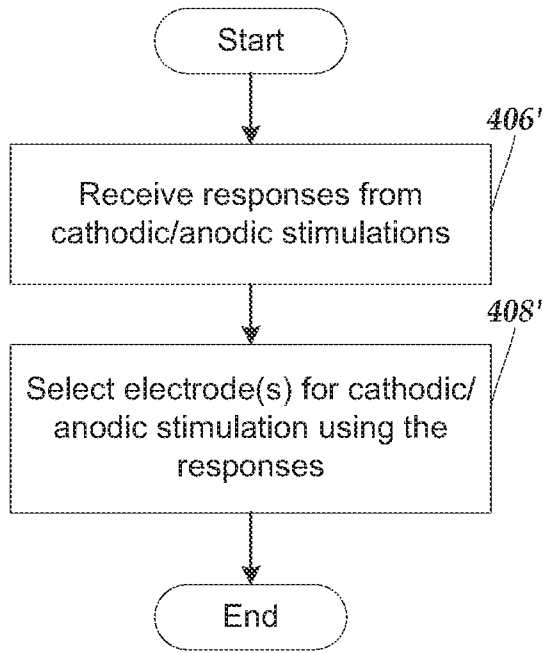 Start
406'
Receive responses from
cathodic/anodic stimulations
408'
Select electrode(s) for cathodic/
anodic stimulation using the
responses
End